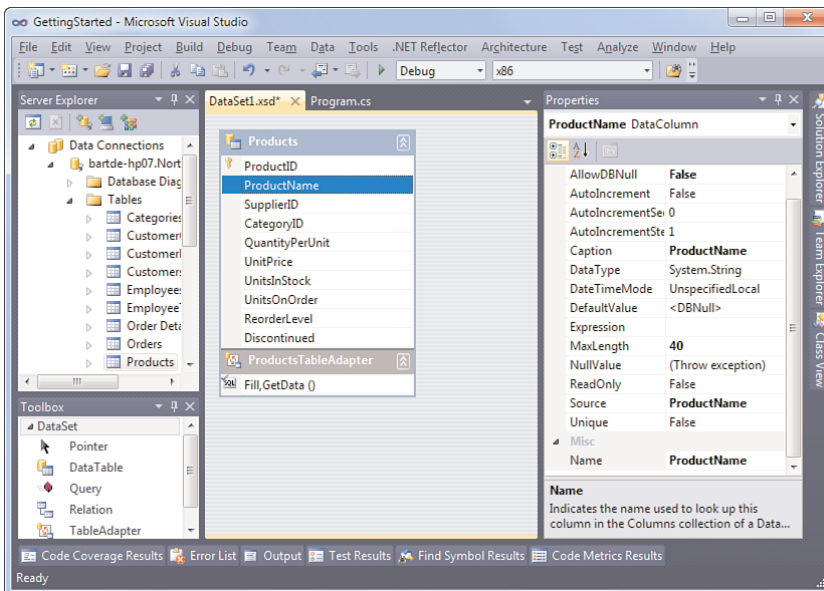 GettingStarted - Microsoft Visual Studio
File Edit View Project Build Debug Team Data Tools .NET Reflector Architecture Test Analyze Window Help
Debug x86
Server Explorer
Data Connections
bartde-hp07.Nort
Database Diag
Tables
Categories
Customer
Customer
Customers
Employees
Employee
Order Deta
Orders
Products
Toolbox
DataSet
Pointer
DataTable
Query
Relation
TableAdapter
DataSet1.xsd* Program.cs
Products
ProductID
ProductName
SupplierID
CategoryID
QuantityPerUnit
UnitPrice
UnitsInStock
UnitsOnOrder
ReorderLevel
Discontinued
ProductsTableAdapter
SQL Fill,GetData ()
Properties
ProductName DataColumn
AllowDBNull False
AutoIncrement False
AutoIncrementSe 0
AutoIncrementSte 1
Caption ProductName
DataType System.String
DateTimeMode UnspecifiedLocal
DefaultValue <DBNull>
Expression
MaxLength 40
NullValue (Throw exception)
ReadOnly False
Source ProductName
Unique False
Misc
Name ProductName
Name
Indicates the name used to look up this
column in the Columns collection of a Data...
Solution Explorer
Team Explorer
Class View
Code Coverage Results Error List Output Test Results Find Symbol Results Code Metrics Results
Ready